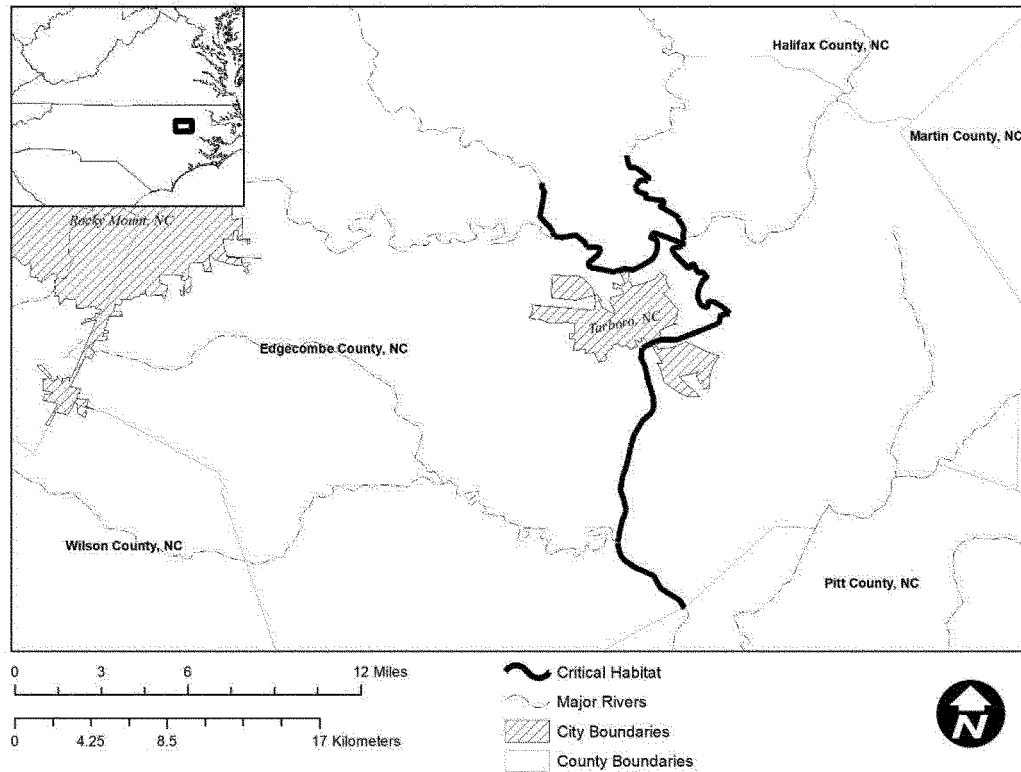 Halifax County, NC
Martin County, NC
Rocky Mount, NC
Tarboro, NC
Edgecombe County, NC
Wilson County, NC
Pitt County, NC
0 3 6 12 Miles
0 4.25 8.5 17 Kilometers
Critical Habitat
Major Rivers
City Boundaries
County Boundaries
N